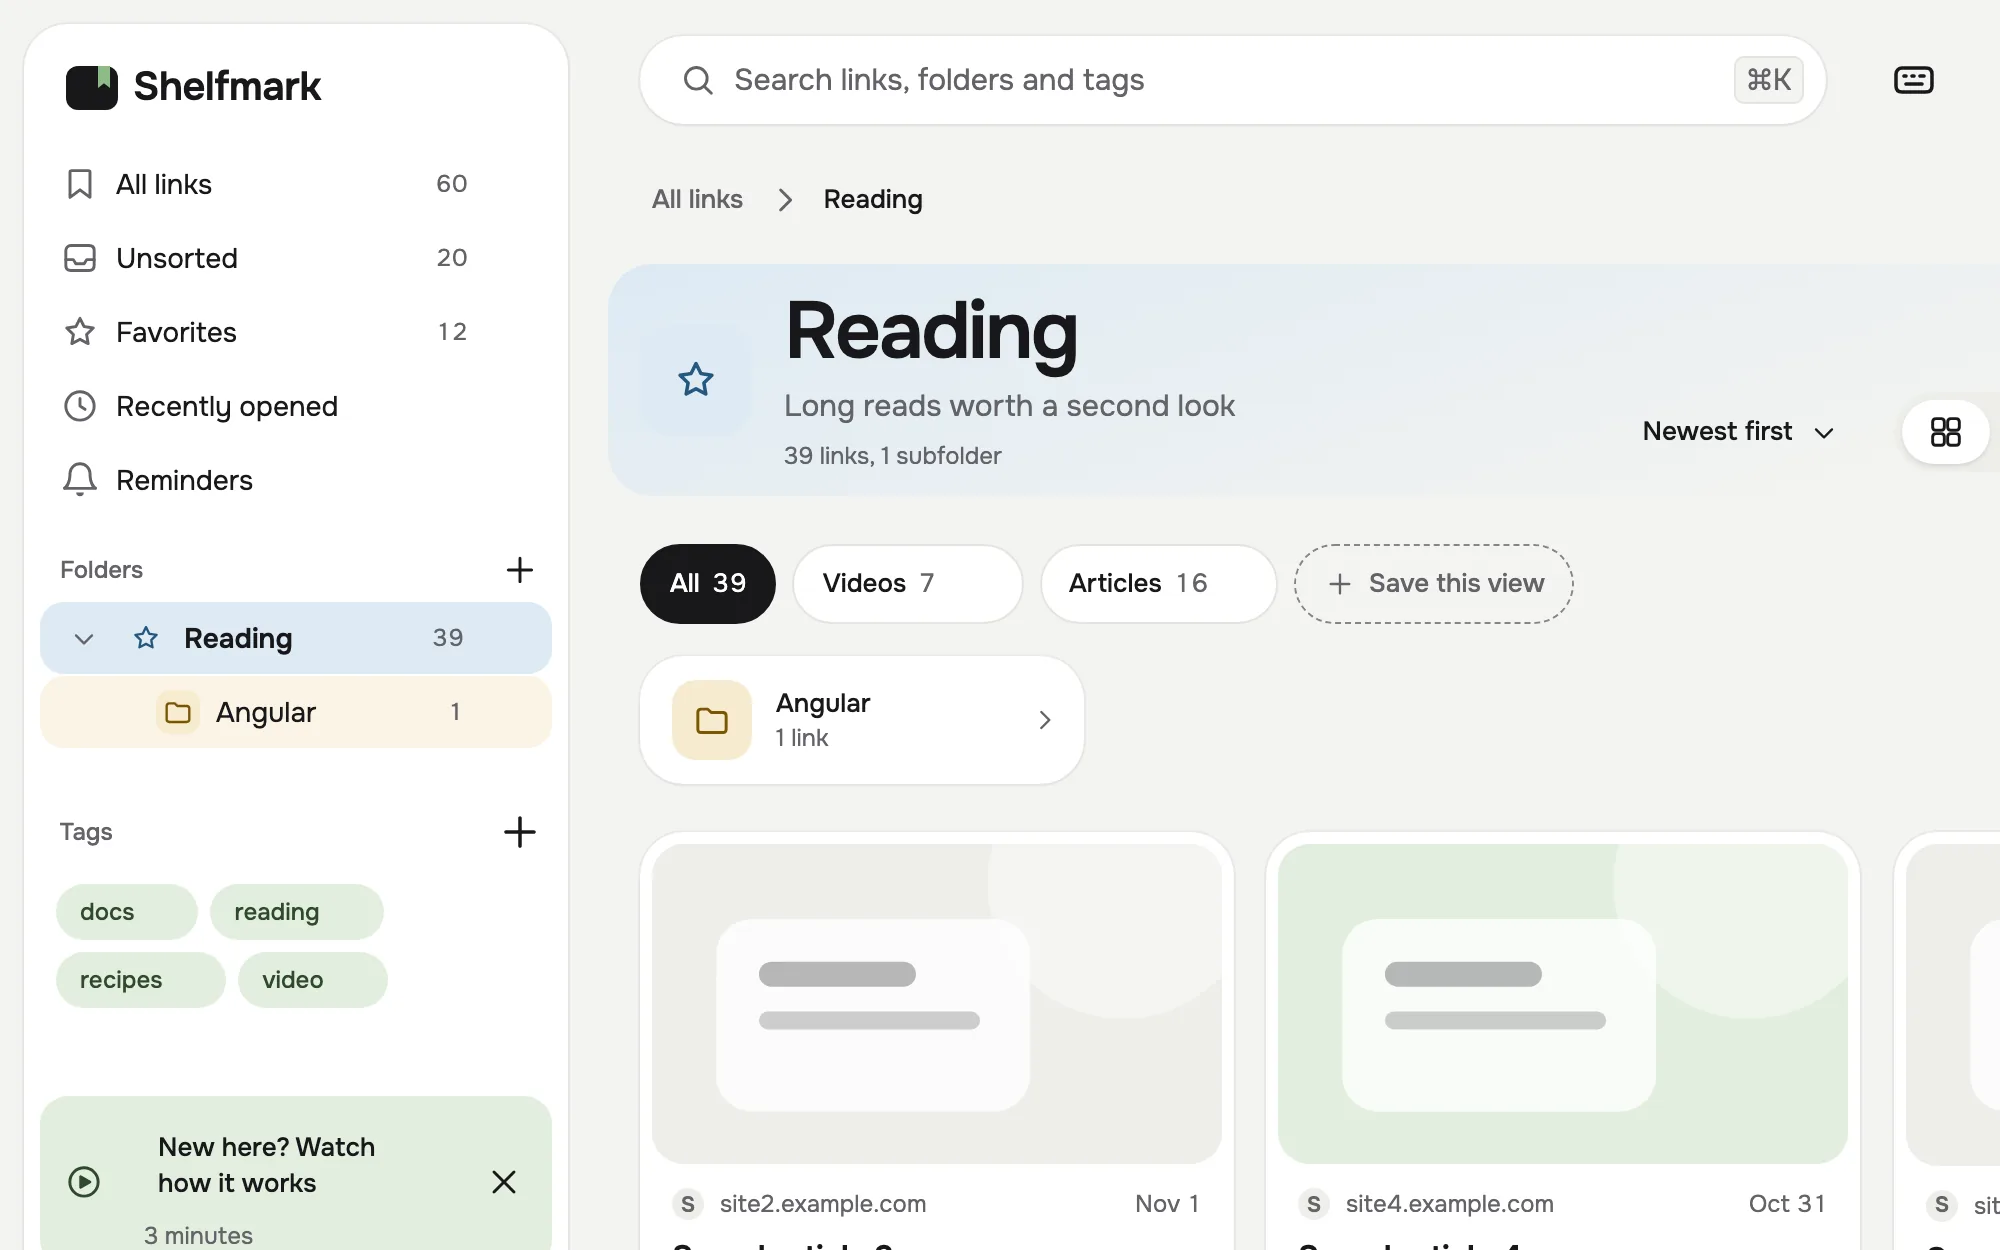 Shelfmark
All links 60
Unsorted 20
Favorites 12
Recently opened
Reminders
Folders
Reading 39
Angular 1
Tags
docs reading
recipes video
New here? Watch
how it works
3 minutes
Search links, folders and tags ⌘K
All links Reading
Reading
Long reads worth a second look
39 links, 1 subfolder
Newest first
All 39 Videos 7 Articles 16 Save this view
Angular
1 link
S site2.example.com Nov 1
S site4.example.com Oct 31
S